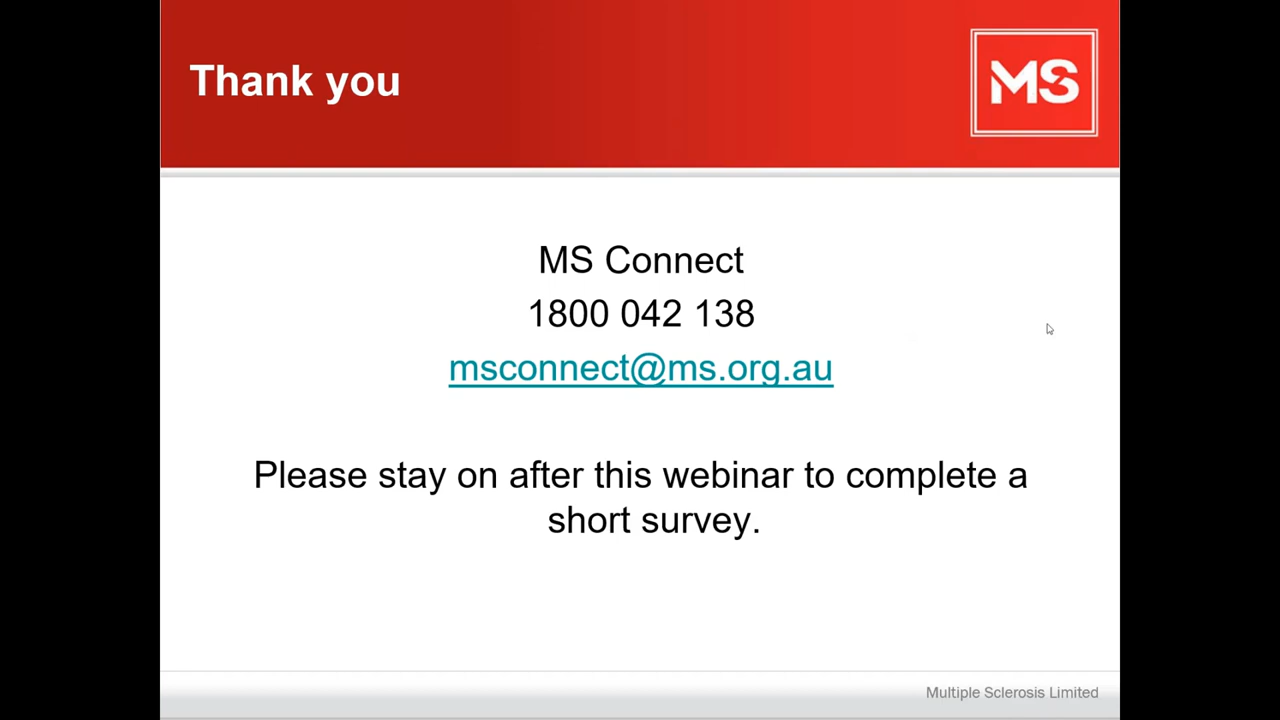 Thank you
MS
MS Connect
1800 042 138
msconnect@ms.org.au
Please stay on after this webinar to complete a
short survey.
Multiple Sclerosis Limited